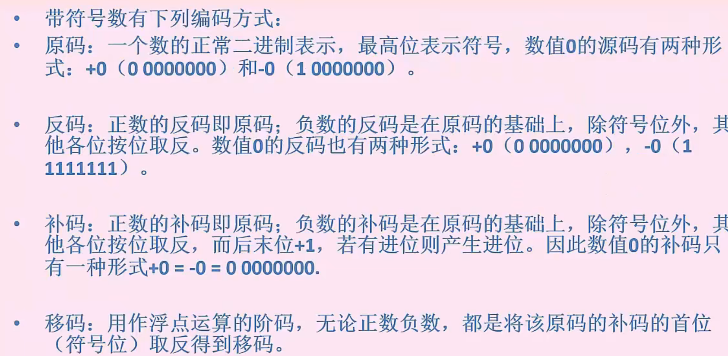 • 带符号数有下列编码方式：
• 原码：一个数的正常二进制表示，最高位表示符号，数值0的源码有两种形
式：+0（0 0000000）和-0（1 0000000）。
• 反码：正数的反码即原码；负数的反码是在原码的基础上，除符号位外，其
他各位按位取反。数值0的反码也有两种形式：+0（0 0000000），-0（1
1111111）。
• 补码：正数的补码即原码；负数的补码是在原码的基础上，除符号位外，其
他各位按位取反，而后末位+1，若有进位则产生进位。因此数值0的补码只
有一种形式+0 = -0 = 0 0000000.
• 移码：用作浮点运算的阶码，无论正数负数，都是将该原码的补码的首位
（符号位）取反得到移码。